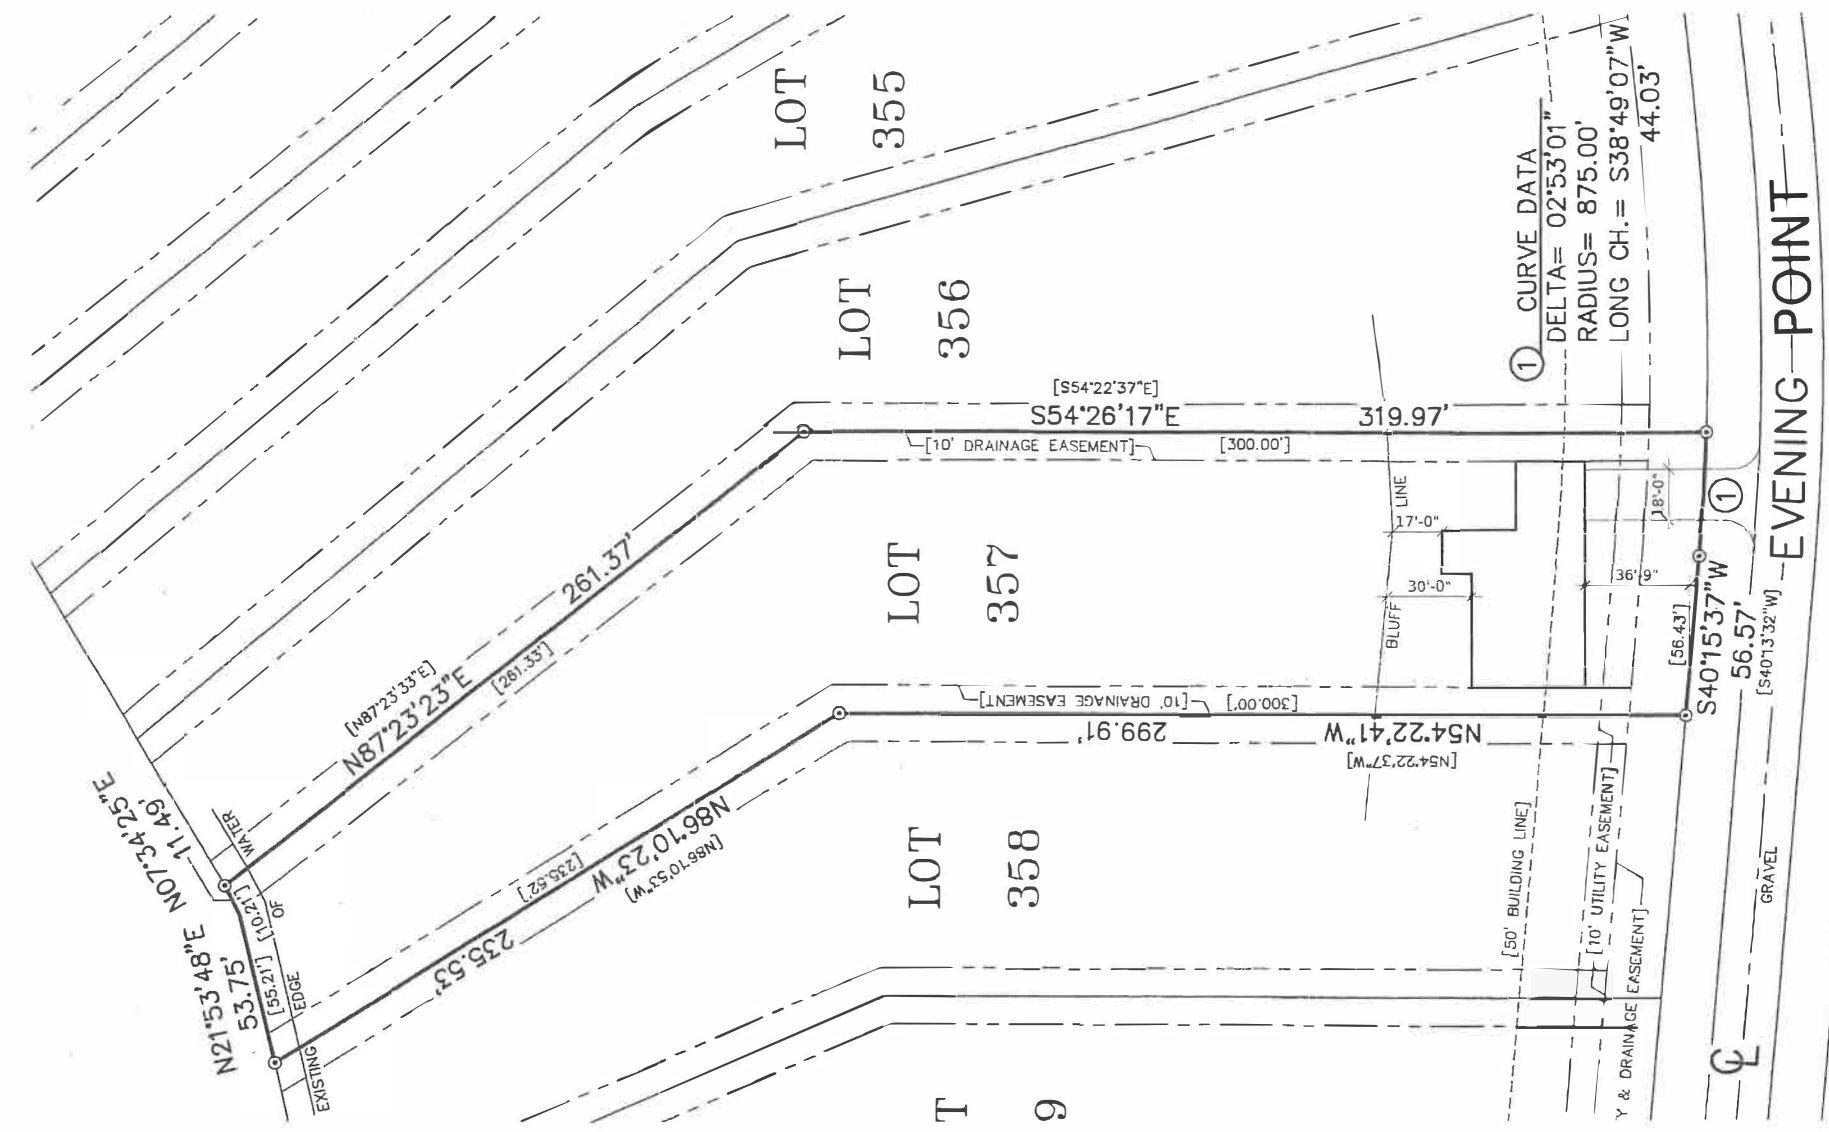 LOT
355
LOT
356
LOT
357
LOT
358
T
9
1
CURVE DATA
DELTA= 02°53'01"
RADIUS= 875.00'
LONG CH.= S38°49'07"W
44.03'
[S54°22'37"E]
S54°26'17"E 319.97'
[10' DRAINAGE EASEMENT] [300.00']
261.37'
[N87°23'33"E]
N87°23'23"E
[261.33']
N07°34'25"E
11.49'
[10.21']
N21°53'48"E
53.75'
[55.21']
EXISTING EDGE OF WATER
[235.52']
N86°10'23"W
235.53'
[N86°10'53"W]
[10' DRAINAGE EASEMENT] [300.00']
299.91' N54°22'41"W
[N54°22'37"W]
BLUFF LINE
17'-0"
30'-0"
18'-0"
36'-9"
1
[56.43']
S40°15'37"W
56.57'
[S40°13'32"W]
EVENING POINT
[50' BUILDING LINE]
[10' UTILITY EASEMENT]
Y & DRAINAGE EASEMENT]
GRAVEL
CL